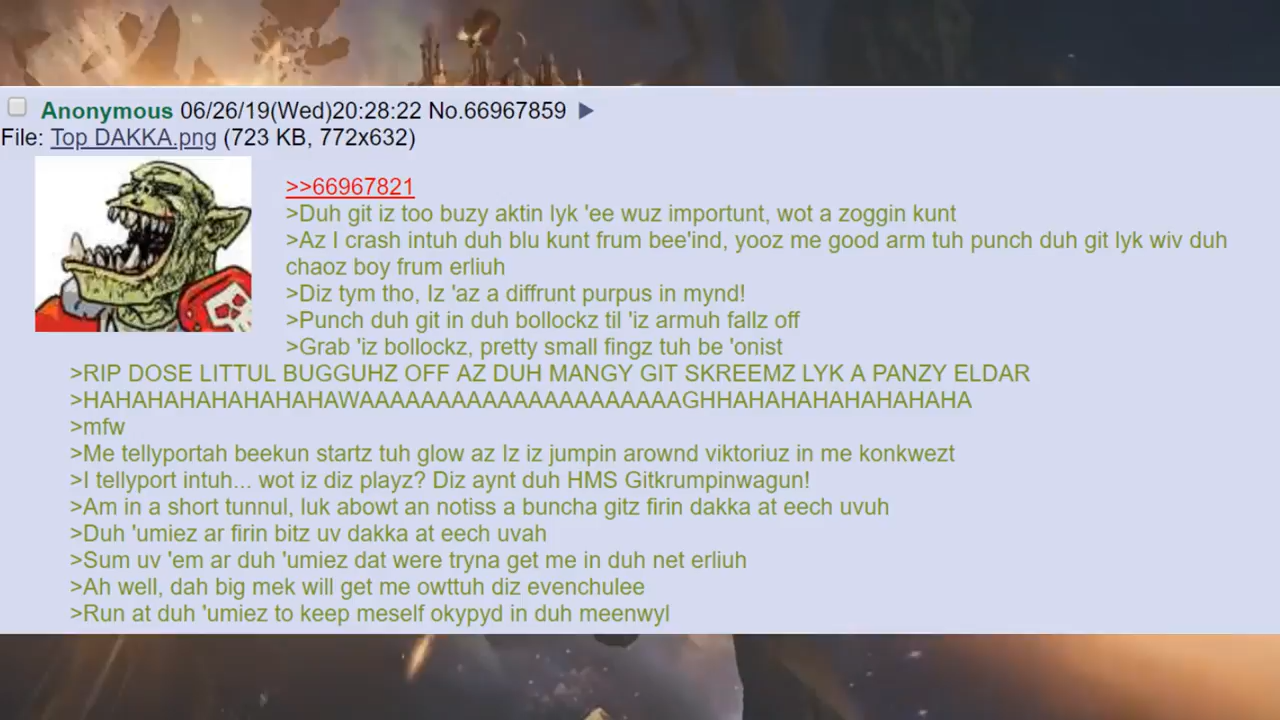 Anonymous 06/26/19(Wed)20:28:22 No.66967859 ▶
File: Top DAKKA.png (723 KB, 772x632)
>>66967821
>Duh git iz too buzy aktin lyk 'ee wuz importunt, wot a zoggin kunt
>Az I crash intuh duh blu kunt frum bee'ind, yooz me good arm tuh punch duh git lyk wiv duh
chaoz boy frum erliuh
>Diz tym tho, Iz 'az a diffrunt purpus in mynd!
>Punch duh git in duh bollockz til 'iz armuh fallz off
>Grab 'iz bollockz, pretty small fingz tuh be 'onist
>RIP DOSE LITTUL BUGGUHZ OFF AZ DUH MANGY GIT SKREEMZ LYK A PANZY ELDAR
>HAHAHAHAHAHAHAHAWAAAAAAAAAAAAAAAAAAAAAGHHAHAHAHAHAHAHAHA
>mfw
>Me tellyportah beekun startz tuh glow az Iz iz jumpin arownd viktoriuz in me konkwezt
>I tellyport intuh... wot iz diz playz? Diz aynt duh HMS Gitkrumpinwagun!
>Am in a short tunnul, luk abowt an notiss a buncha gitz firin dakka at eech uvuh
>Duh 'umiez ar firin bitz uv dakka at eech uvah
>Sum uv 'em ar duh 'umiez dat were tryna get me in duh net erliuh
>Ah well, dah big mek will get me owttuh diz evenchulee
>Run at duh 'umiez to keep meself okypyd in duh meenwyl